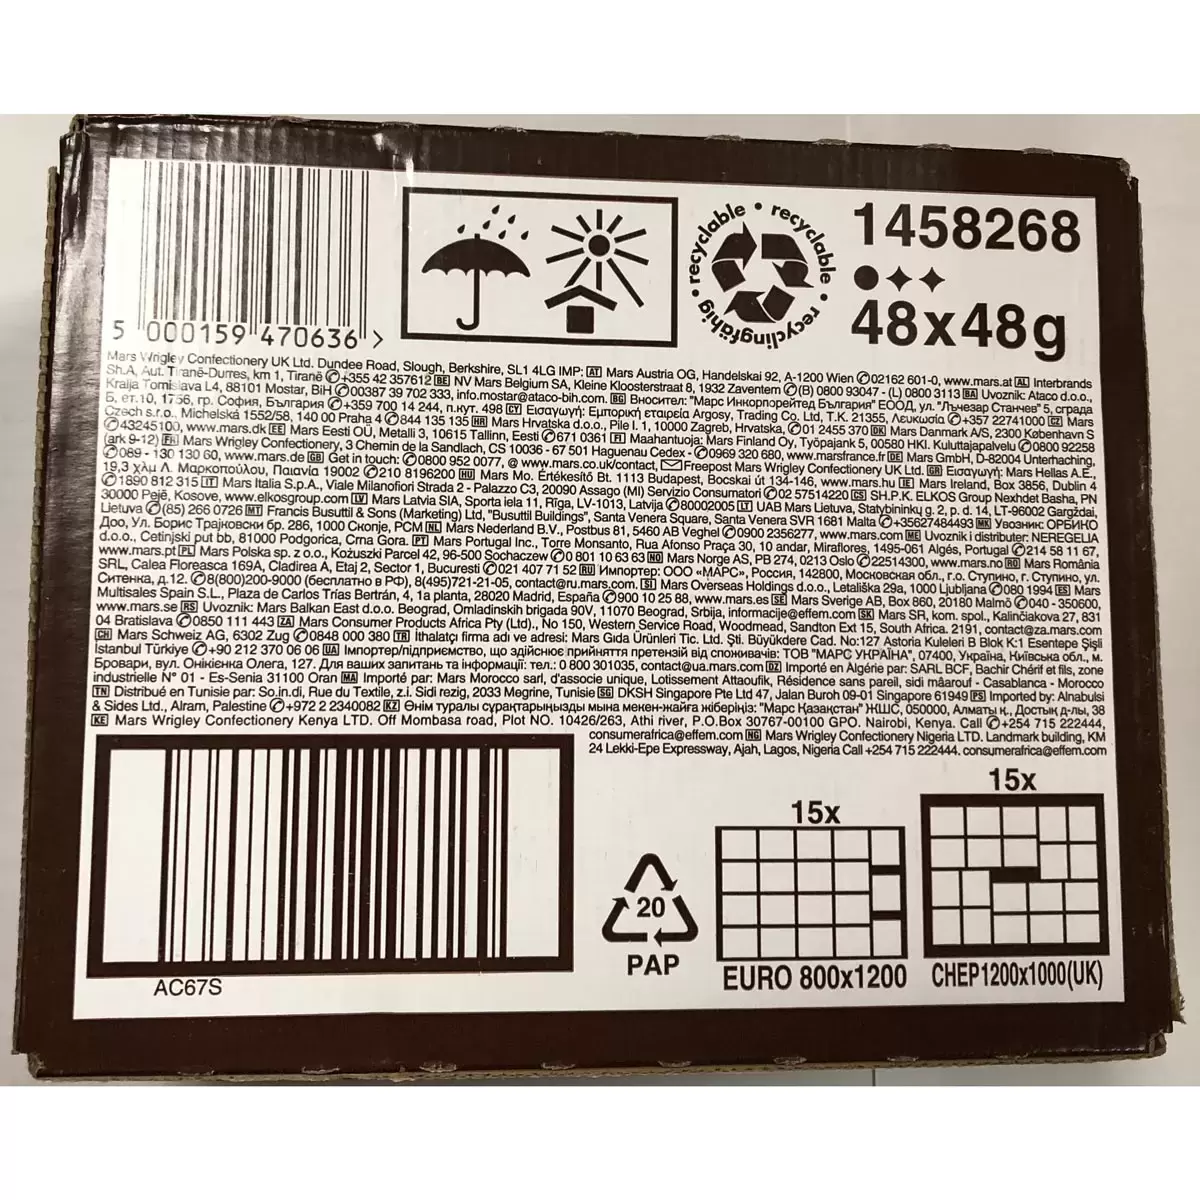 recyclable • recyclable • recyclingfähig •
1458268
48x48g
5 000159 470636 >
Mars Wrigley Confectionery UK Ltd. Dundee Road, Slough, Berkshire, SL1 4LG IMP: AT Mars Austria OG, Handelskai 92, A-1200 Wien ✆02162 601-0, www.mars.at AL Interbrands
Sh.A, Aut. Tiranë-Durres, km 1, Tiranë ✆+355 42 357612 BE NV Mars Belgium SA, Kleine Kloosterstraat 8, 1932 Zaventem ✆(B) 0800 93047 - (L) 0800 3113 BA Uvoznik: Ataco d.o.o.,
Kralja Tomislava L4, 88101 Mostar, BiH ✆00387 39 702 333, info.mostar@ataco-bih.com. BG Вносител: "Марс Инкорпорейтед България" ЕООД, ул. "Лъчезар Станчев" 5, сграда
Б, ет.10, 1756, гр. София, България ✆+359 700 14 244, п.кут. 498 CY Εισαγωγή: Εμπορική εταιρεία Argosy, Trading Co. Ltd, T.K. 21355, Λευκωσία ✆+357 22741000 CZ Mars
Czech s.r.o., Michelská 1552/58, 140 00 Praha 4 ✆844 135 135 HR Mars Hrvatska d.o.o., Pile I. 1, 10000 Zagreb, Hrvatska, ✆01 2455 370 DK Mars Danmark A/S, 2300 København S
✆43245100, www.mars.dk EE Mars Eesti OÜ, Metalli 3, 10615 Tallinn, Eesti ✆671 0361 FI Maahantuoja: Mars Finland Oy, Työpajank 5, 00580 HKI. Kuluttajapalvelu ✆0800 92258
(ark 9-12) FR Mars Wrigley Confectionery, 3 Chemin de la Sandlach, CS 10036 - 67 501 Haguenau Cedex - ✆0969 320 680, www.marsfrance.fr DE Mars GmbH, D-82004 Unterhaching,
✆089 - 130 130 60, www.mars.de GB Get in touch: ✆0800 952 0077, @ www.mars.co.uk/contact, ✉Freepost Mars Wrigley Confectionery UK Ltd. GR Εισαγωγή: Mars Hellas A.E.,
19,3 χλμ Λ. Μαρκοπούλου, Παιανία 19002 ✆210 8196200 HU Mars Mo. Értékesítő Bt. 1113 Budapest, Bocskai út 134-146, www.mars.hu IE Mars Ireland, Box 3856, Dublin 4
✆1890 812 315 IT Mars Italia S.p.A., Viale Milanofiori Strada 2 - Palazzo C3, 20090 Assago (MI) Servizio Consumatori ✆02 57514220 CS SH.P.K. ELKOS Group Nexhdet Basha, PN
30000 Pejë, Kosove, www.elkosgroup.com LV Mars Latvia SIA, Sporta iela 11, Rīga, LV-1013, Latvija ✆80002005 LT UAB Mars Lietuva, Statybininkų g. 2, p. d. 14, LT-96002 Gargždai,
Lietuva ✆(85) 266 0726 MT Francis Busuttil & Sons (Marketing) Ltd, "Busuttil Buildings", Santa Venera Square, Santa Venera SVR 1681 Malta ✆+35627484493 MK Увозник: ОРБИКО
Доо, Ул. Борис Трајковски бр. 286, 1000 Скопје, РСМ NL Mars Nederland B.V., Postbus 81, 5460 AB Veghel ✆0900 2356277, www.mars.com ME Uvoznik i distributer: NEREGELIA
d.o.o., Cetinjski put bb, 81000 Podgorica, Crna Gora. PT Mars Portugal Inc., Torre Monsanto, Rua Afonso Praça 30, 10 andar, Miraflores, 1495-061 Algés, Portugal ✆214 58 11 67,
www.mars.pt PL Mars Polska sp. z o.o., Kożuszki Parcel 42, 96-500 Sochaczew ✆0 801 10 63 63 NO Mars Norge AS, PB 274, 0213 Oslo ✆22514300, www.mars.no RO Mars România
SRL, Calea Floreasca 169A, Cladirea A, Etaj 2, Sector 1, Bucuresti ✆021 407 71 52 RU Импортер: ООО «МАРС», Россия, 142800, Московская обл., г.о. Ступино, г. Ступино, ул.
Ситенка, д.12. ✆8(800)200-9000 (бесплатно в РФ), 8(495)721-21-05, contact@ru.mars.com. SI Mars Overseas Holdings d.o.o., Letališka 29a, 1000 Ljubljana ✆080 1994 ES Mars
Multisales Spain S.L., Plaza de Carlos Trías Bertrán, 4, 1a planta, 28020 Madrid, España ✆900 10 25 88, www.mars.es SE Mars Sverige AB, Box 860, 20180 Malmö ✆040 - 350600,
www.mars.se RS Uvoznik: Mars Balkan East d.o.o. Beograd, Omladinskih brigada 90V, 11070 Beograd, Srbija, informacije@effem.com SK Mars SR, kom. spol., Kalinčiakova 27, 831
04 Bratislava ✆0850 111 443 ZA Mars Consumer Products Africa Pty (Ltd)., No 150, Western Service Road, Woodmead, Sandton Ext 15, South Africa. 2191, contact@za.mars.com
CH Mars Schweiz AG, 6302 Zug ✆0848 000 380 TR İthalatçı firma adı ve adresi: Mars Gıda Ürünleri Tic. Ltd. Şti. Büyükdere Cad. No:127 Astoria Kuleleri B Blok K:1 Esentepe Şişli
İstanbul Türkiye ✆+90 212 370 06 06 UA Імпортер/підприємство, що здійснює прийняття претензій від споживачів: ТОВ "МАРС УКРАЇНА", 07400, Україна, Київська обл., м.
Бровари, вул. Онікієнка Олега, 127. Для ваших запитань та інформації: тел.: 0 800 301035, contact@ua.mars.com DZ Importé en Algérie par: SARL BCF, Bachir Chérif et fils, zone
industrielle N° 01 - Es-Senia 31100 Oran MA Importé par: Mars Maroc sarl, d'associe unique, Lotissement Attaoufik, Résidence sans pareil, sidi mâarouf - Casablanca - Morocco
TN Distribué en Tunisie par: So.in.di, Rue du Textile, z.i. Sidi rezig, 2033 Megrine, Tunisie SG DKSH Singapore Pte Ltd 47, Jalan Buroh 09-01 Singapore 61949 PS Imported by: Alnabulsi
& Sides Ltd., Alram, Palestine ✆+972 2 2340082 KZ Өнім туралы сұрақтарыңызды мына мекен-жайға жіберіңіз: "Марс Қазақстан" ЖШС, 050000, Алматы қ., Достық д-лы, 38
KE Mars Wrigley Confectionery Kenya LTD. Off Mombasa road, Plot NO. 10426/263, Athi river, P.O.Box 30767-00100 GPO. Nairobi, Kenya. Call ✆+254 715 222444,
consumerafrica@effem.com NG Mars Wrigley Confectionery Nigeria LTD. Landmark building, KM
24 Lekki-Epe Expressway, Ajah, Lagos, Nigeria Call +254 715 222444. consumerafrica@effem.com
AC67S
20
PAP
15x
EURO 800x1200
15x
CHEP1200x1000(UK)